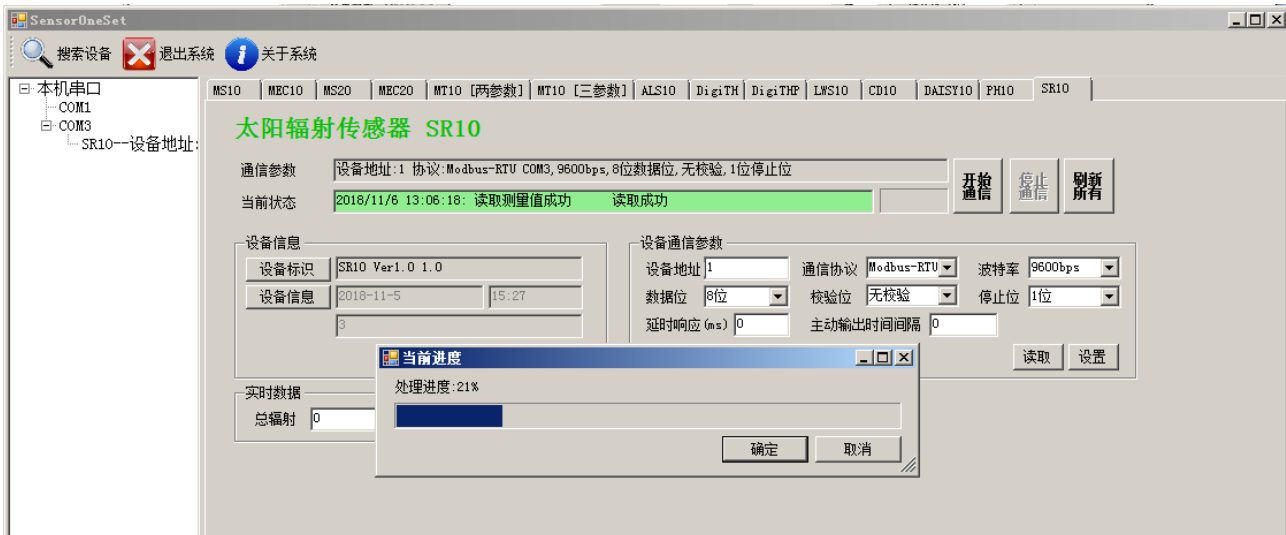 SensorOneSet
搜索设备 退出系统 关于系统
本机串口
COM1
COM3
SR10--设备地址:
MS10 MEC10 MS20 MEC20 MT10 [两参数] MT10 [三参数] ALS10 DigiTH DigiTHP LWS10 CD10 DAISY10 PH10 SR10
太阳辐射传感器 SR10
通信参数 设备地址:1 协议:Modbus-RTU COM3,9600bps,8位数据位,无校验,1位停止位
当前状态 2018/11/6 13:06:18: 读取测量值成功 读取成功
开始通信 停止通信 刷新所有
设备信息
设备标识 SR10 Ver1.0 1.0
设备信息 2018-11-5 15:27
3
设备通信参数
设备地址 1 通信协议 Modbus-RTU 波特率 9600bps
数据位 8位 校验位 无校验 停止位 1位
延时响应(ms) 0 主动输出时间间隔 0
读取 设置
实时数据
总辐射 0
当前进度
处理进度:21%
确定 取消